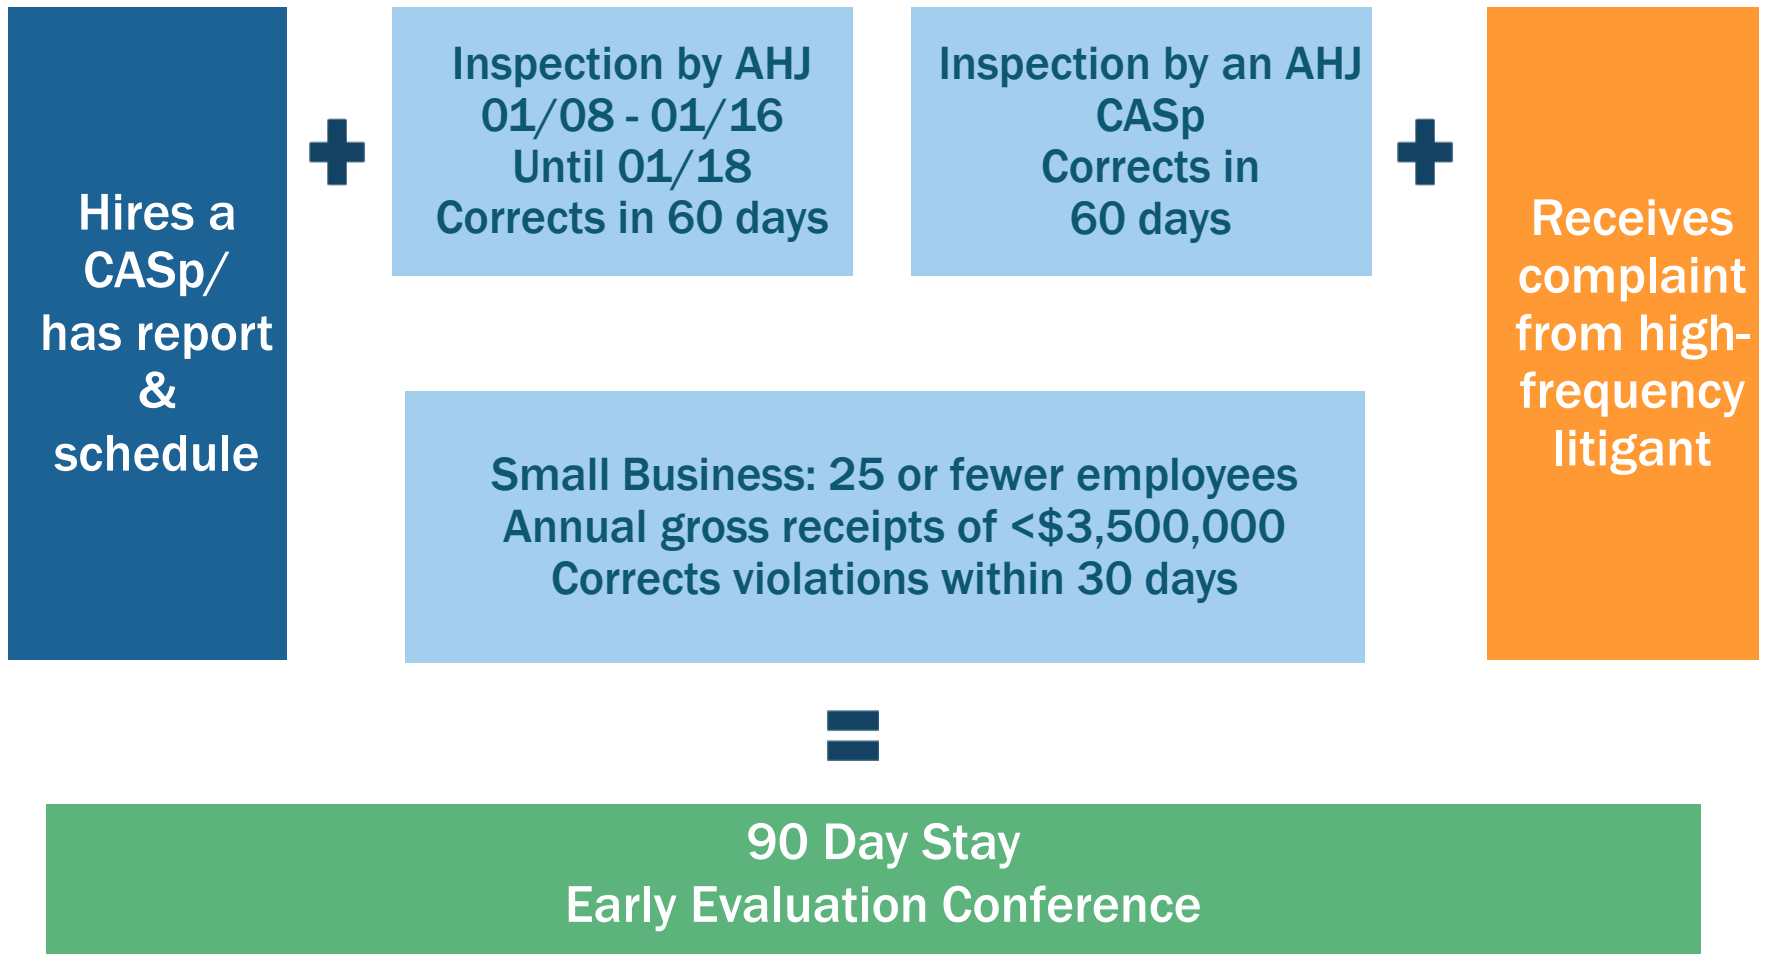 Hires a
CASp/
has report
&
schedule
Inspection by AHJ
01/08 - 01/16
Until 01/18
Corrects in 60 days
Inspection by an AHJ
CASp
Corrects in
60 days
Small Business: 25 or fewer employees
Annual gross receipts of <$3,500,000
Corrects violations within 30 days
Receives
complaint
from high-
frequency
litigant
90 Day Stay
Early Evaluation Conference